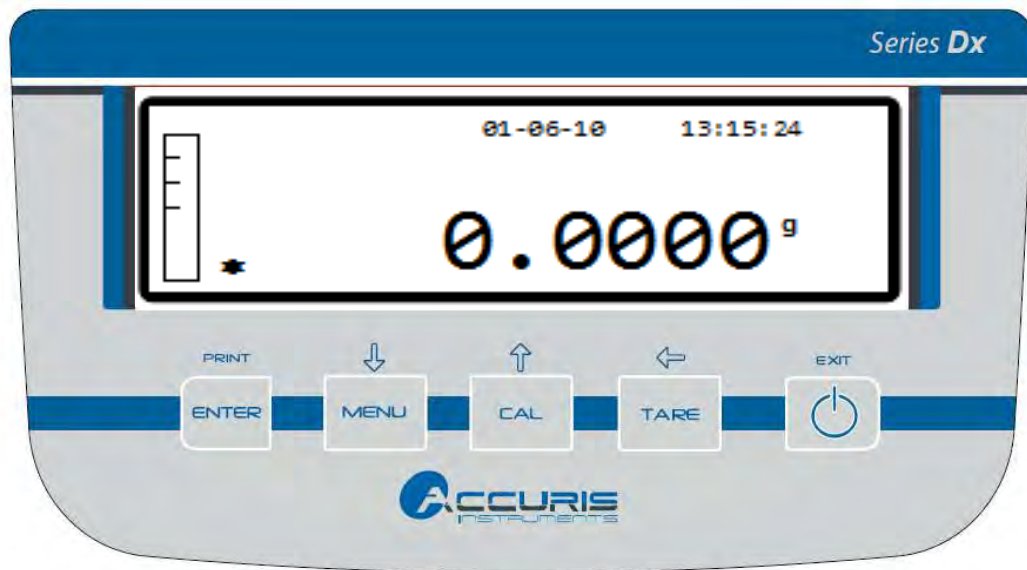 Series Dx
01-06-10 13:15:24
0.0000 g
PRINT EXIT
ENTER MENU CAL TARE
ACCURIS
INSTRUMENTS